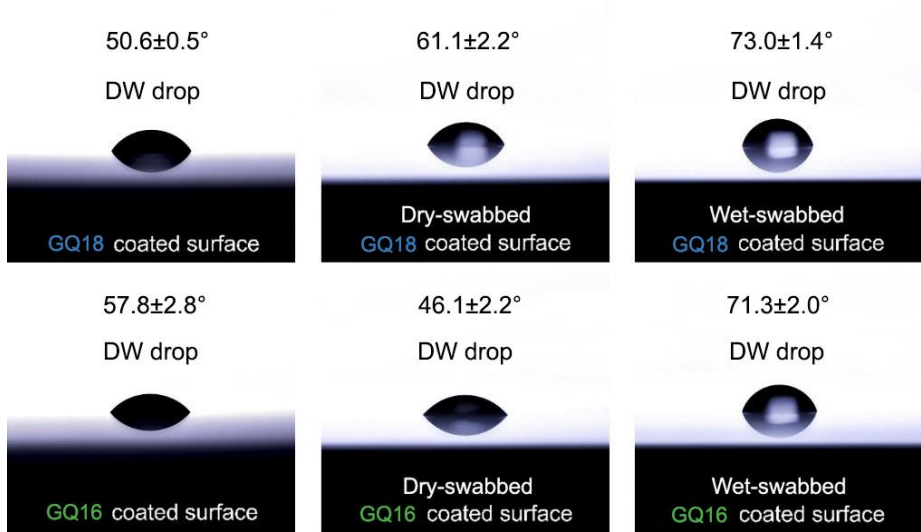 50.6±0.5°
DW drop
GQ18 coated surface
61.1±2.2°
DW drop
Dry-swabbed
GQ18 coated surface
73.0±1.4°
DW drop
Wet-swabbed
GQ18 coated surface
57.8±2.8°
DW drop
GQ16 coated surface
46.1±2.2°
DW drop
Dry-swabbed
GQ16 coated surface
71.3±2.0°
DW drop
Wet-swabbed
GQ16 coated surface